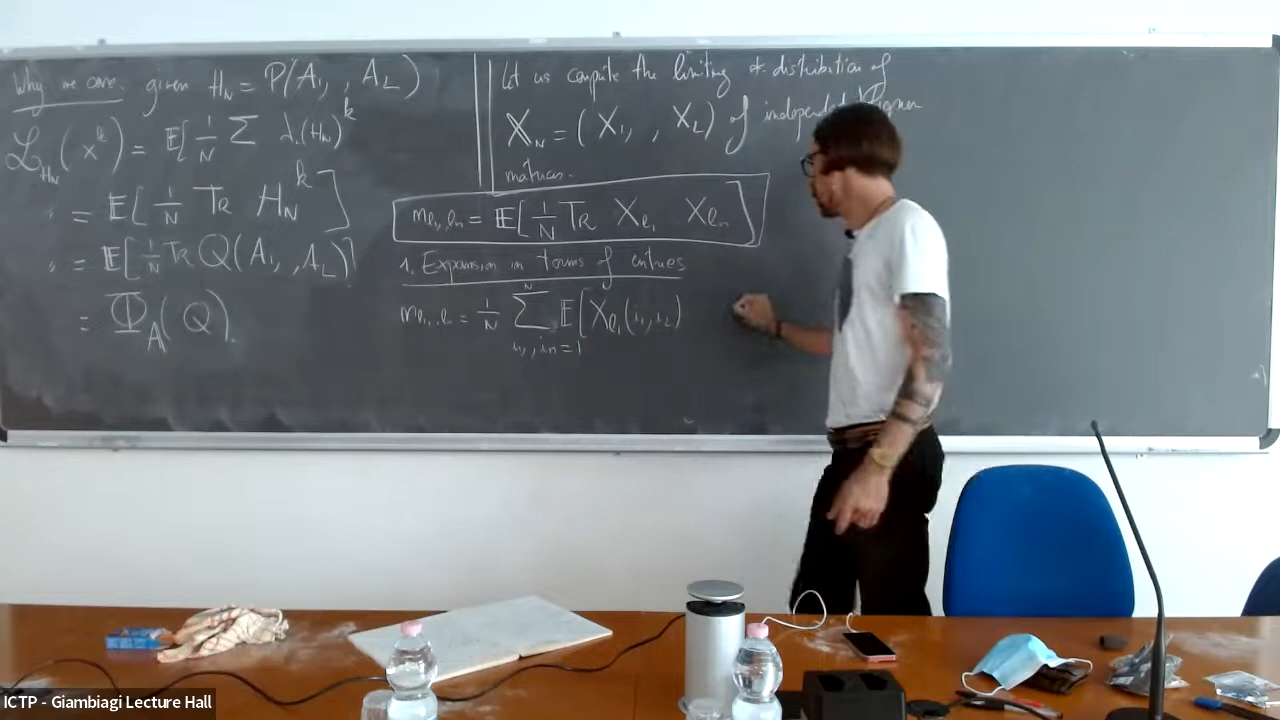 Why we care: given H_N = P(A_1, , A_L)
L_{H_N}(x^k) = E[1/N Σ λ_i(H_N)^k
" = E[1/N Tr H_N^k]
" = E[1/N Tr Q(A_1, , A_L)]
= Φ_A(Q).
Let us compute the limiting *-distribution of
X_N = (X_1, , X_L) of independent Wigner
matrices.
m_{l_1, l_n} = E[1/N Tr X_{l_1} X_{l_n}]
1. Expansion in terms of entries
m_{l_1, l_n} = 1/N Σ_{i_1, , i_n = 1}^N E[X_{l_1}(i_1, i_2)
ICTP - Giambiagi Lecture Hall